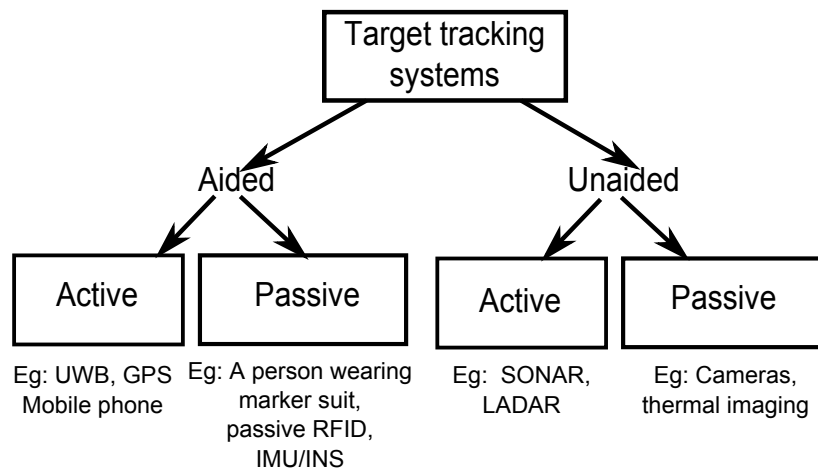 Target tracking
systems
Aided
Unaided
Active
Passive
Active
Passive
Eg: UWB, GPS
Mobile phone
Eg: A person wearing
marker suit,
passive RFID,
IMU/INS
Eg: SONAR,
LADAR
Eg: Cameras,
thermal imaging